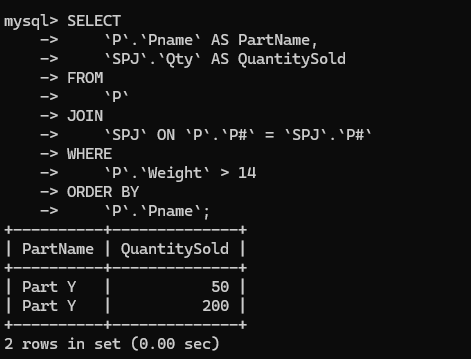 mysql> SELECT
    ->     `P`.`Pname` AS PartName,
    ->     `SPJ`.`Qty` AS QuantitySold
    -> FROM
    ->     `P`
    -> JOIN
    ->     `SPJ` ON `P`.`P#` = `SPJ`.`P#`
    -> WHERE
    ->     `P`.`Weight` > 14
    -> ORDER BY
    ->     `P`.`Pname`;
+----------+--------------+
| PartName | QuantitySold |
+----------+--------------+
| Part Y   |           50 |
| Part Y   |          200 |
+----------+--------------+
2 rows in set (0.00 sec)